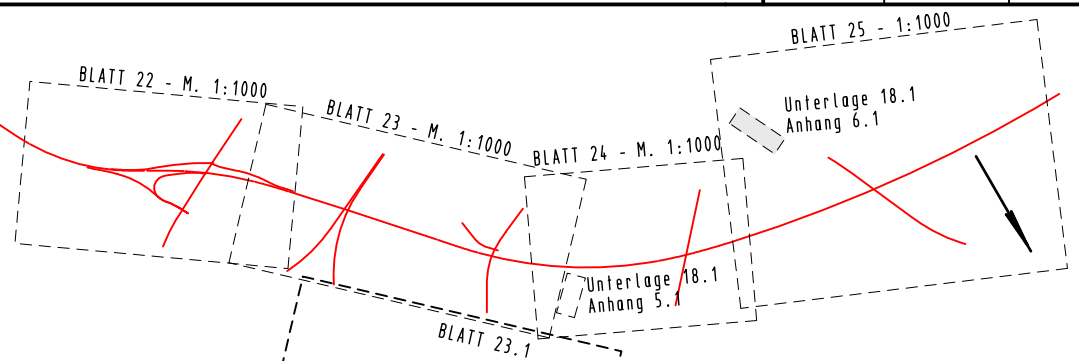 BLATT 22 - M. 1:1000
BLATT 23 - M. 1:1000
BLATT 24 - M. 1:1000
BLATT 25 - 1:1000
Unterlage 18.1
Anhang 6.1
Unterlage 18.1
Anhang 5.1
BLATT 23.1